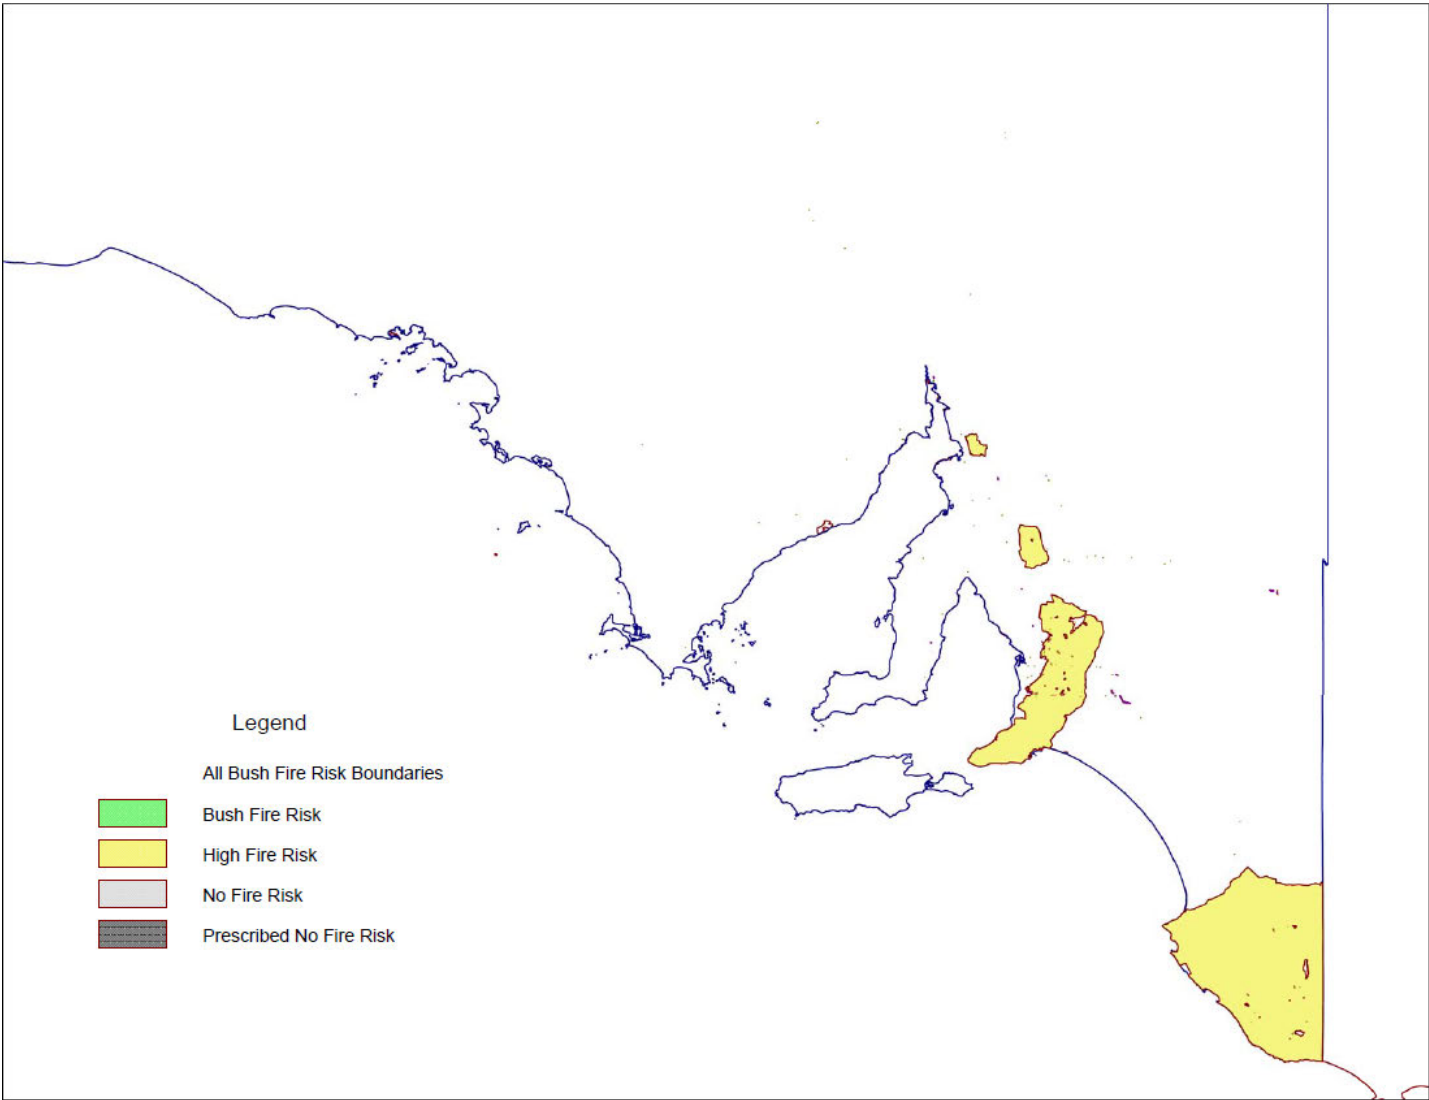 Legend
All Bush Fire Risk Boundaries
Bush Fire Risk
High Fire Risk
No Fire Risk
Prescribed No Fire Risk